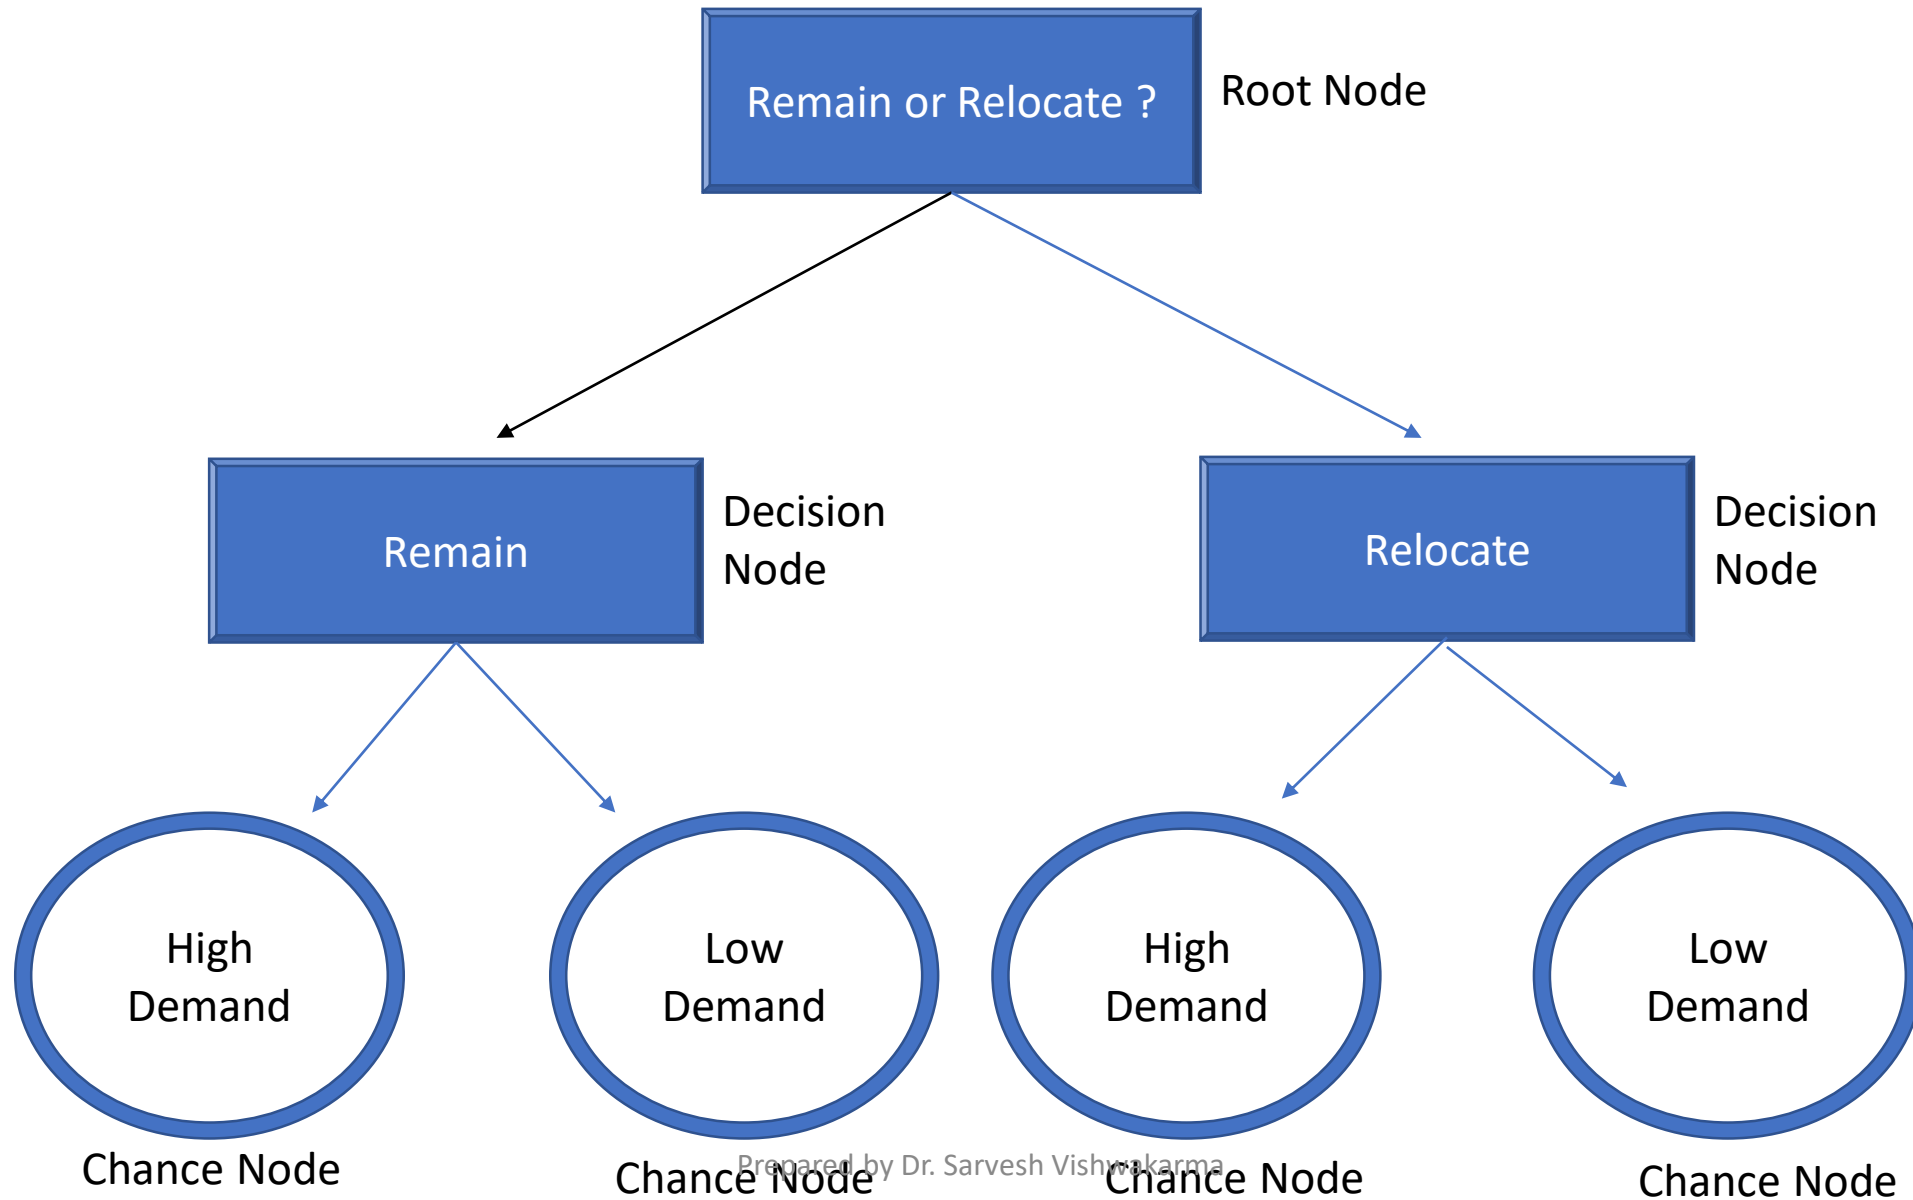 Remain or Relocate ?
Root Node
Remain
Decision
Node
Relocate
Decision
Node
High
Demand
Low
Demand
High
Demand
Low
Demand
Chance Node
Chance Node
Prepared by Dr. Sarvesh Vishwakarma
Chance Node
Chance Node